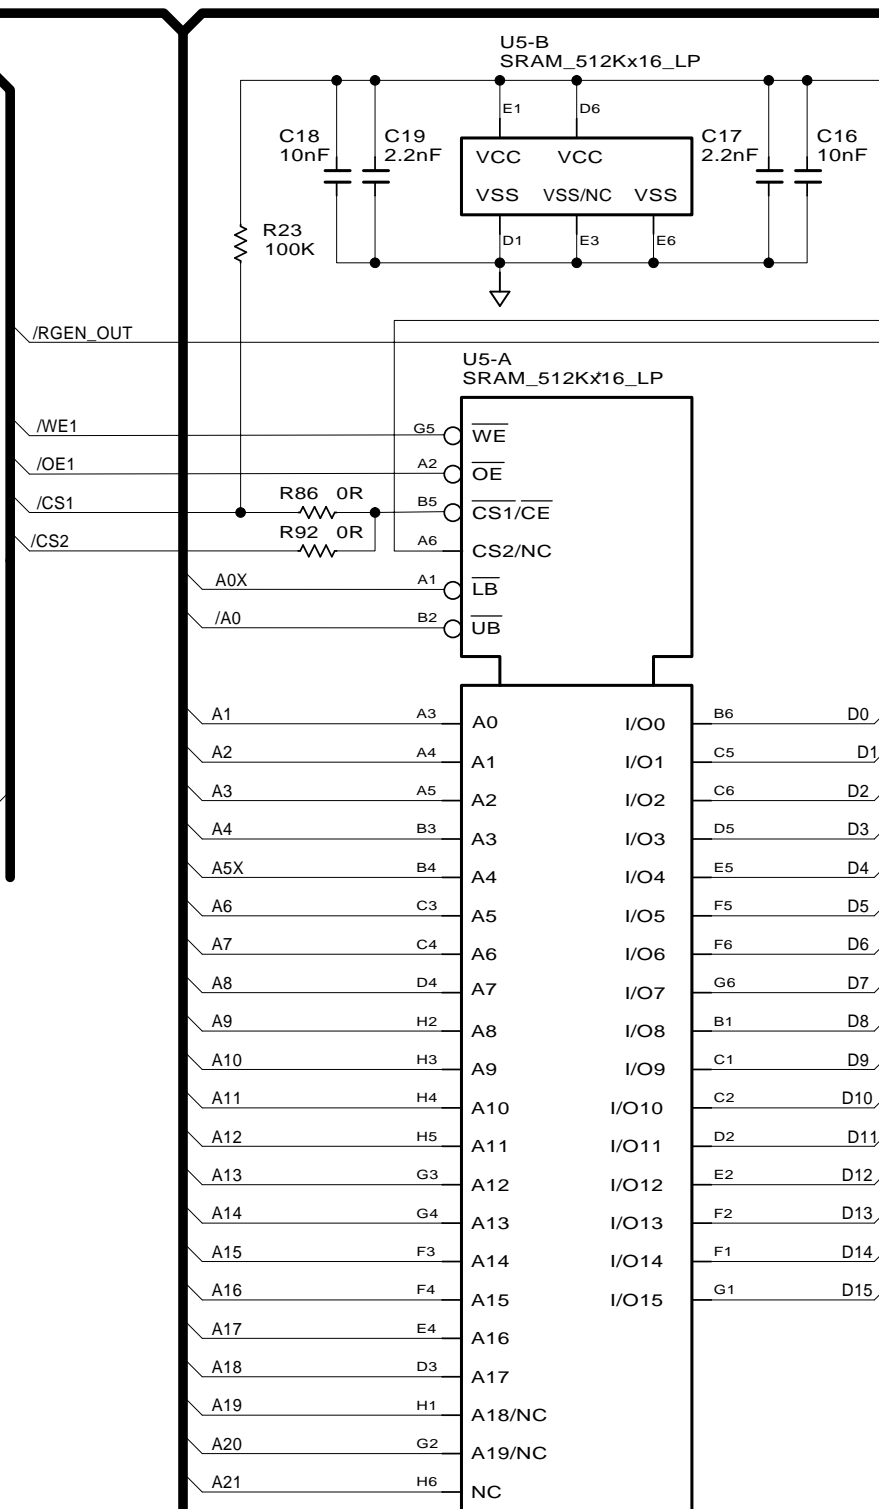 U5-B
SRAM_512Kx16_LP
E1 D6
C18 C19 C17 C16
10nF 2.2nF 2.2nF 10nF
VCC VCC
VSS VSS/NC VSS
R23
100K
D1 E3 E6
/RGEN_OUT
U5-A
SRAM_512Kx16_LP
/WE1 G5 WE
/OE1 A2 OE
/CS1 R86 0R B5 CS1/CE
/CS2 R92 0R A6 CS2/NC
A0X A1 LB
/A0 B2 UB
A1 A3 A0 I/O0 B6 D0
A2 A4 A1 I/O1 C5 D1
A3 A5 A2 I/O2 C6 D2
A4 B3 A3 I/O3 D5 D3
A5X B4 A4 I/O4 E5 D4
A6 C3 A5 I/O5 F5 D5
A7 C4 A6 I/O6 F6 D6
A8 D4 A7 I/O7 G6 D7
A9 H2 A8 I/O8 B1 D8
A10 H3 A9 I/O9 C1 D9
A11 H4 A10 I/O10 C2 D10
A12 H5 A11 I/O11 D2 D11
A13 G3 A12 I/O12 E2 D12
A14 G4 A13 I/O13 F2 D13
A15 F3 A14 I/O14 F1 D14
A16 F4 A15 I/O15 G1 D15
A17 E4 A16
A18 D3 A17
A19 H1 A18/NC
A20 G2 A19/NC
A21 H6 NC